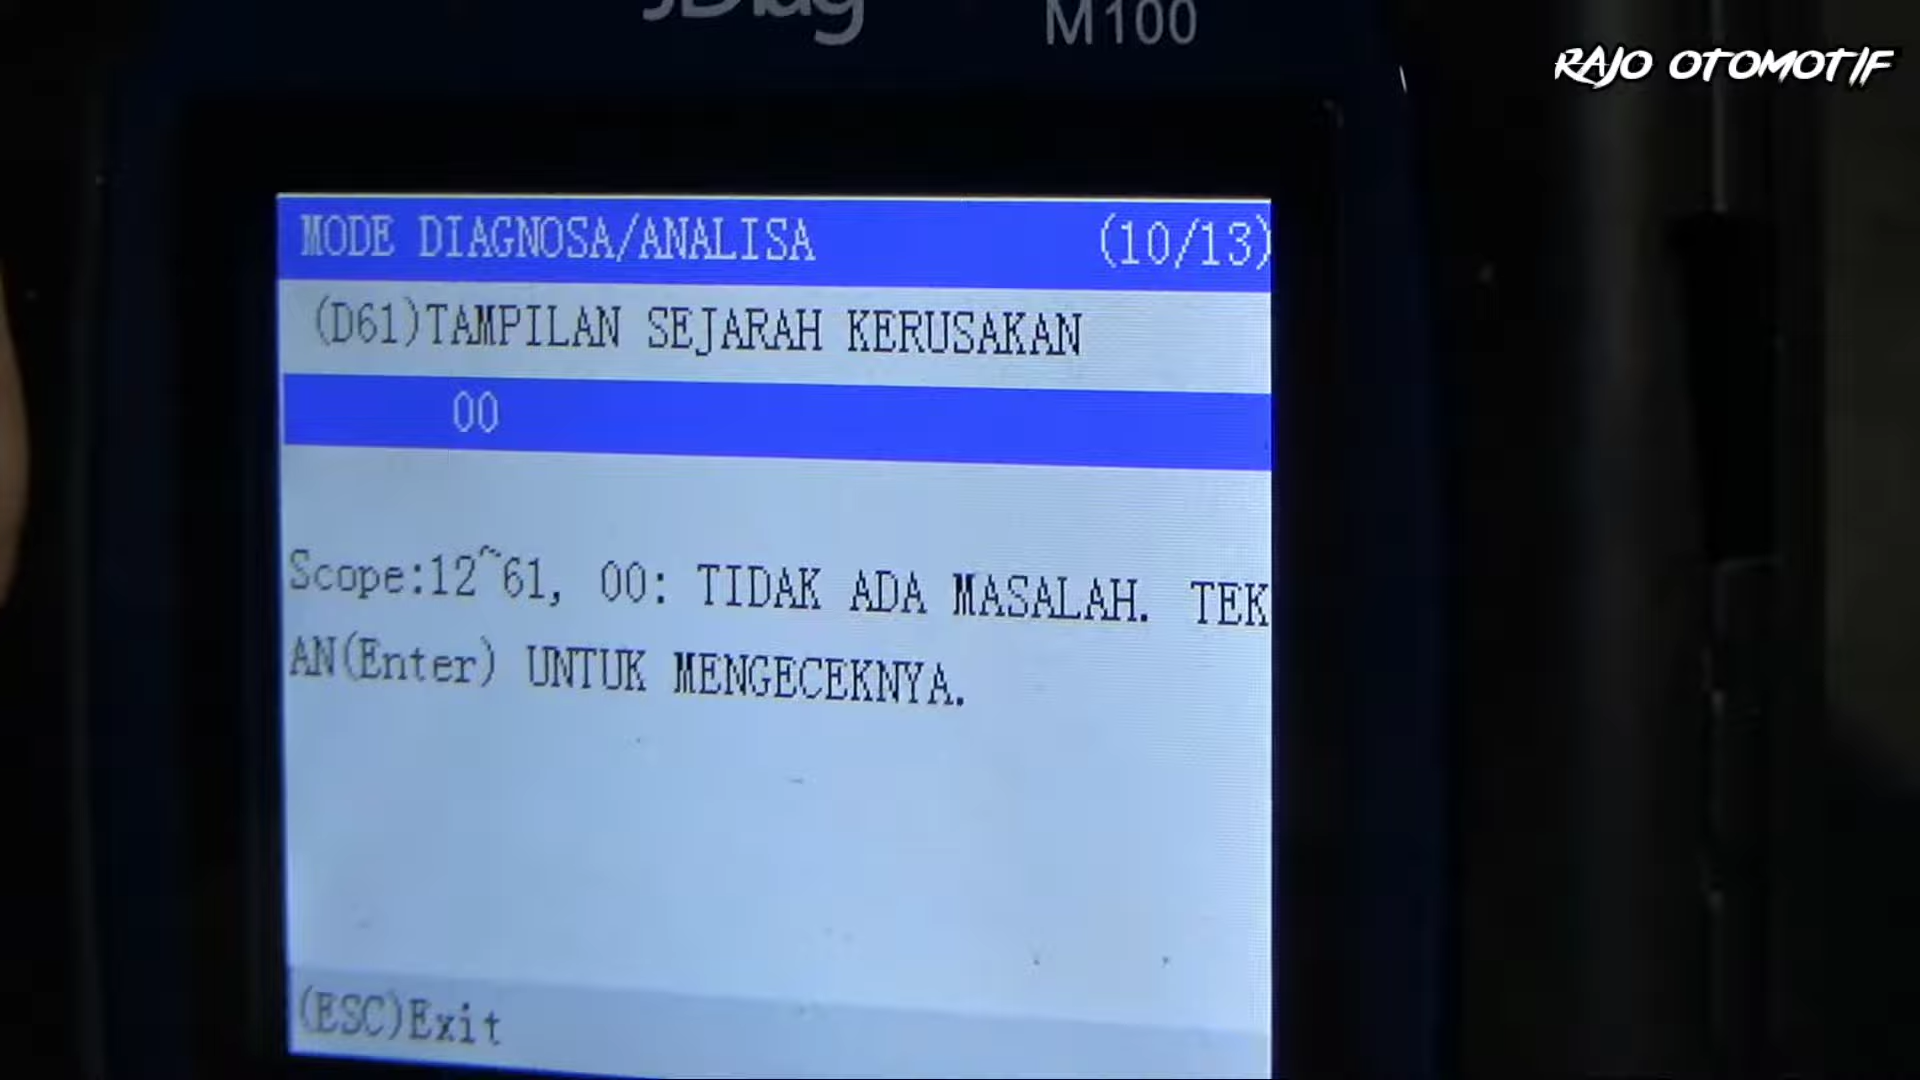 JDiag
M100
RAJO OTOMOTIF
MODE DIAGNOSA/ANALISA (10/13)
(D61)TAMPILAN SEJARAH KERUSAKAN
00
Scope:12~61, 00: TIDAK ADA MASALAH. TEK
AN(Enter) UNTUK MENGECEKNYA.
(ESC)Exit